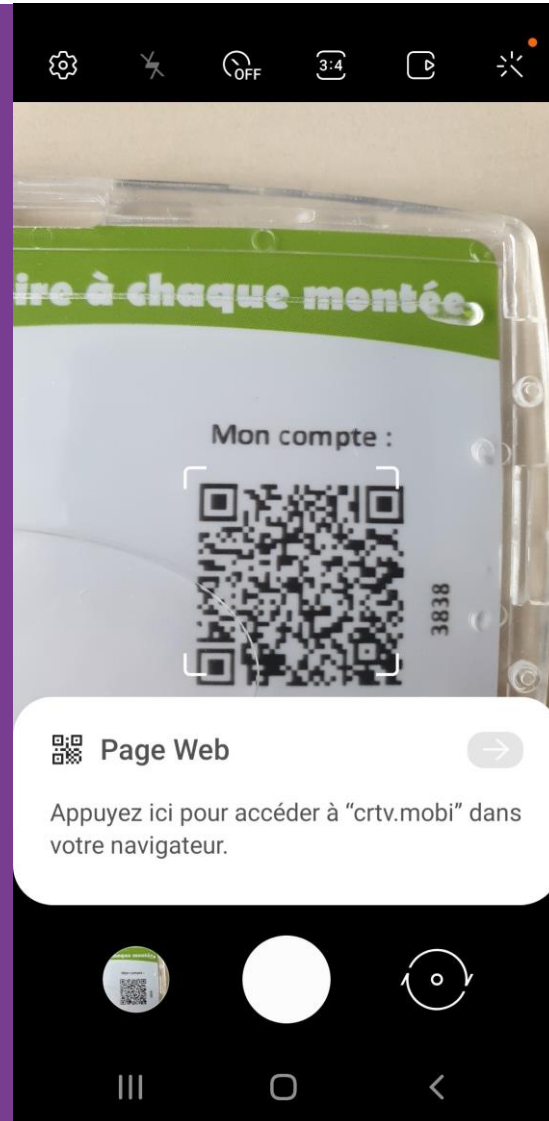 OFF
3:4
ire à chaque montée
Mon compte :
3838
Page Web
Appuyez ici pour accéder à “crtv.mobi” dans
votre navigateur.